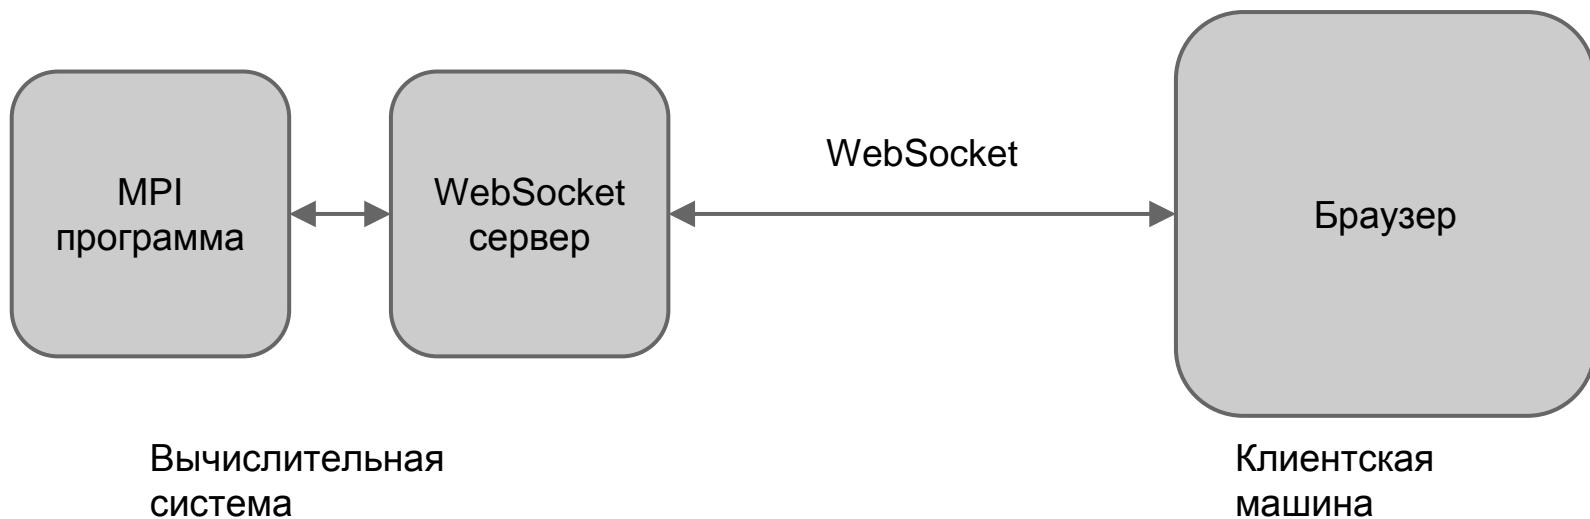 MPI
программа
WebSocket
сервер
WebSocket
Браузер
Вычислительная
система
Клиентская
машина